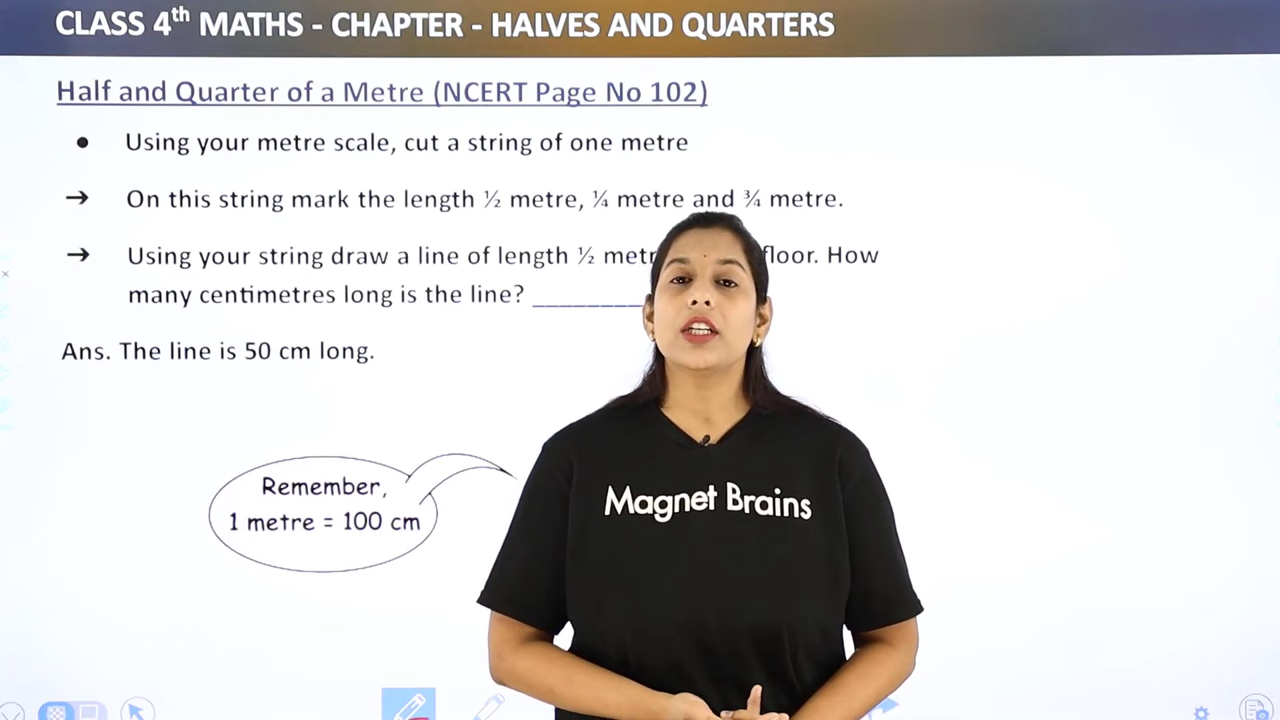 CLASS 4th MATHS - CHAPTER - HALVES AND QUARTERS
Half and Quarter of a Metre (NCERT Page No 102)
● Using your metre scale, cut a string of one metre
→ On this string mark the length ½ metre, ¼ metre and ¾ metre.
→ Using your string draw a line of length ½ metr floor. How
many centimetres long is the line? ________
Ans. The line is 50 cm long.
Remember,
1 metre = 100 cm
Magnet Brains